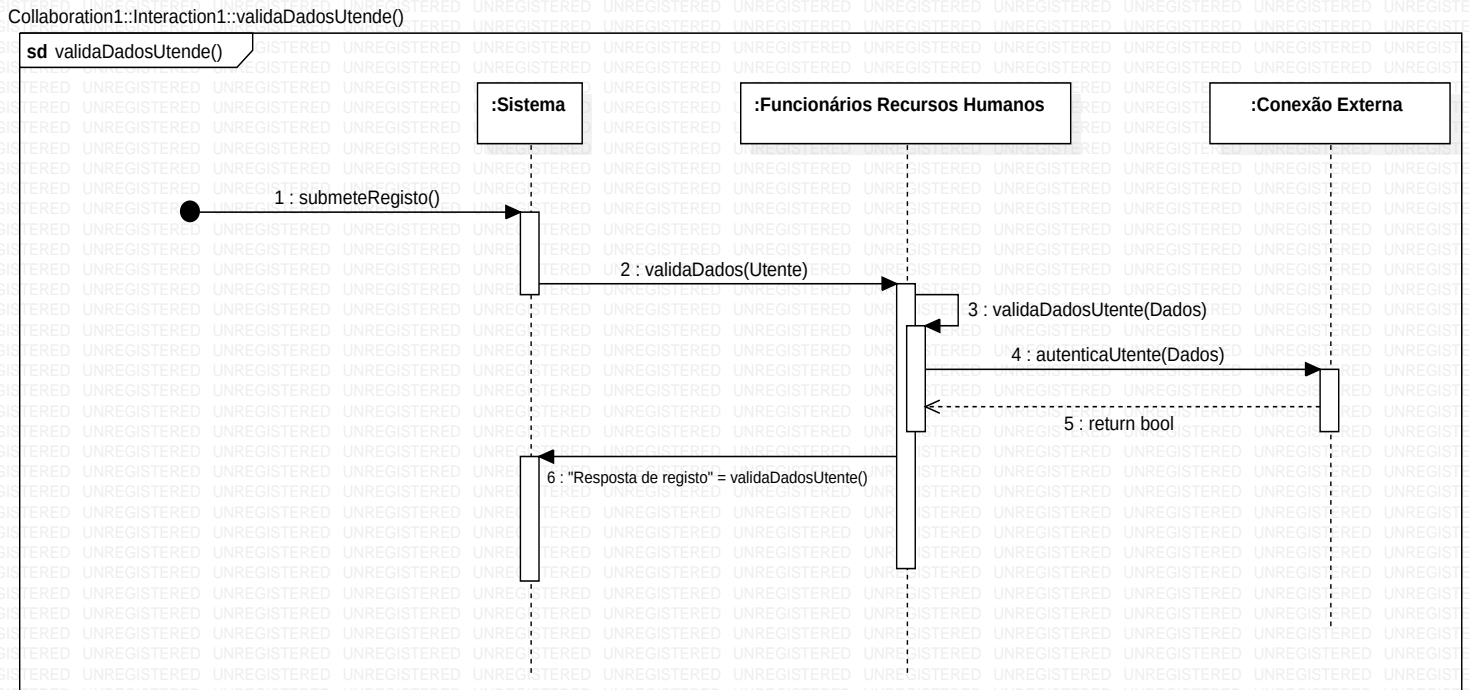 Collaboration1::Interaction1::validaDadosUtende()
sd validaDadosUtende()
:Sistema
:Funcionários Recursos Humanos
:Conexão Externa
1 : submeteRegisto()
2 : validaDados(Utente)
3 : validaDadosUtente(Dados)
4 : autenticaUtente(Dados)
5 : return bool
6 : "Resposta de registo" = validaDadosUtente()
UNREGISTERED